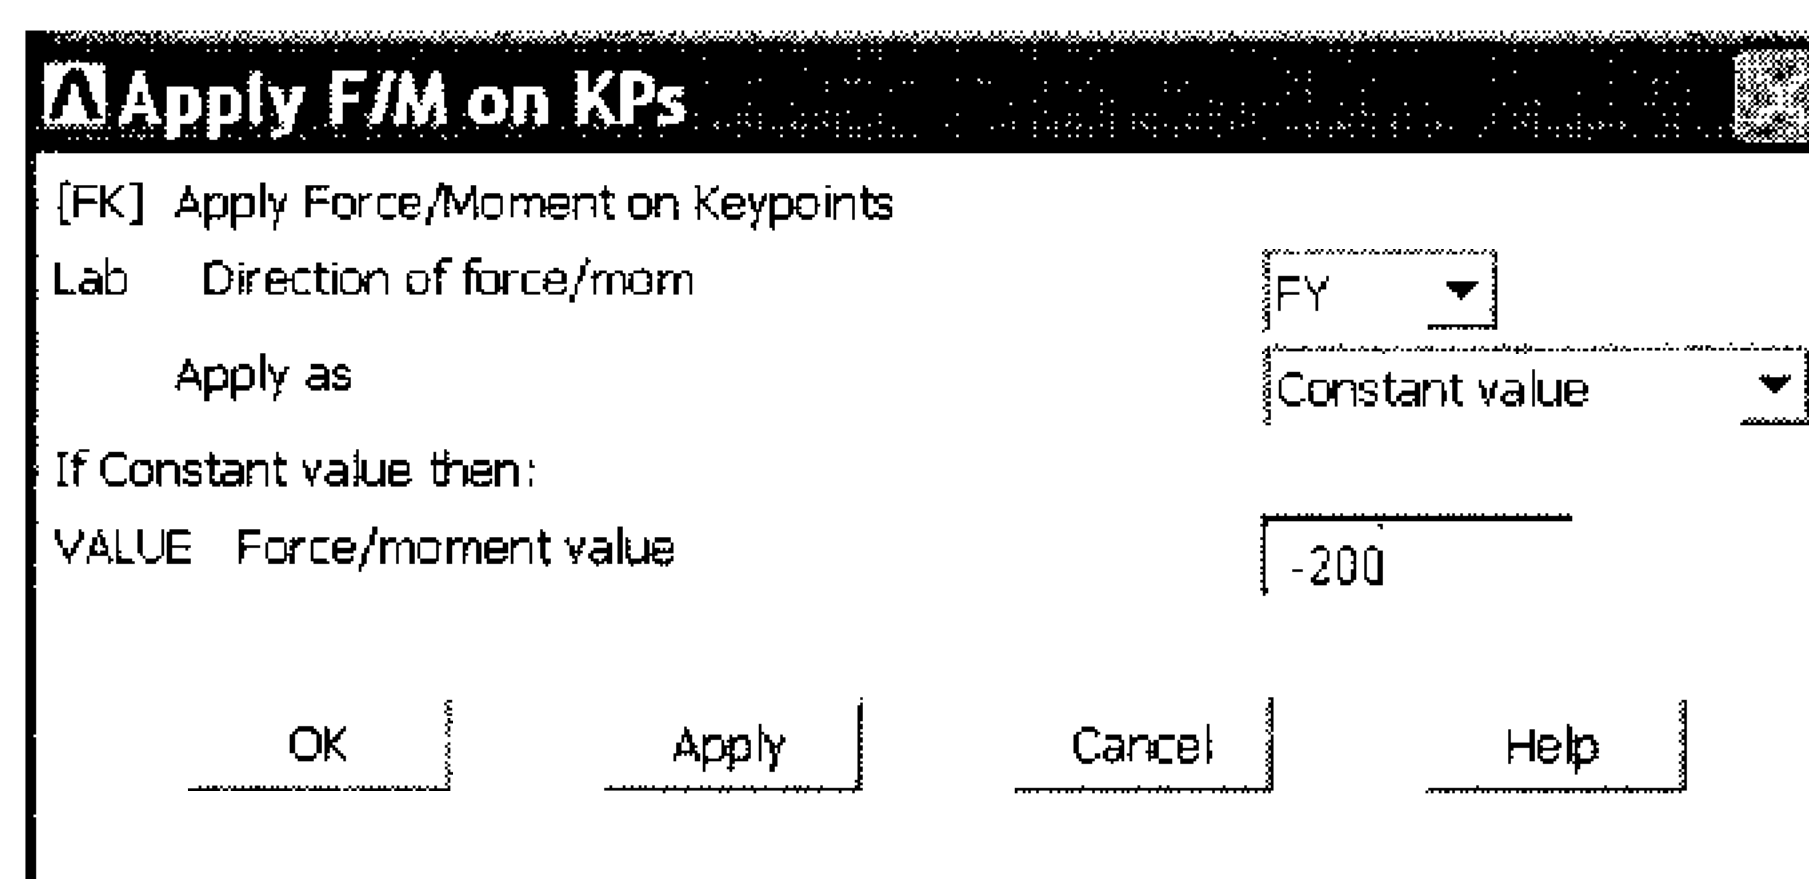 Apply F/M on KPs
[FK] Apply Force/Moment on Keypoints
Lab Direction of force/mom FY
Apply as Constant value
If Constant value then:
VALUE Force/moment value -200
OK Apply Cancel Help